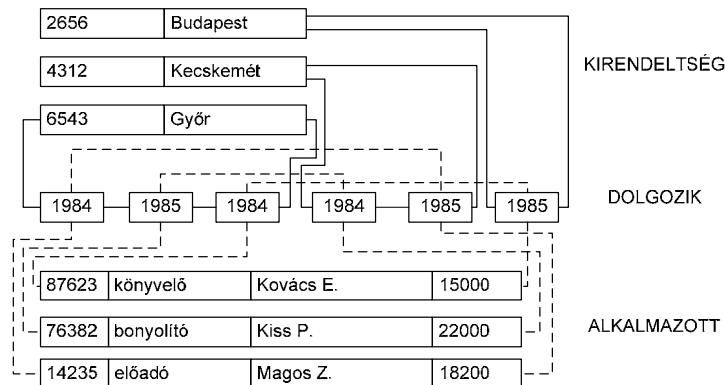 2656 Budapest
4312 Kecskemét
KIRENDELTSÉG
6543 Győr
1984 1985 1984 1984 1985 1985
DOLGOZIK
87623 könyvelő Kovács E. 15000
76382 bonyolító Kiss P. 22000
ALKALMAZOTT
14235 előadó Magos Z. 18200